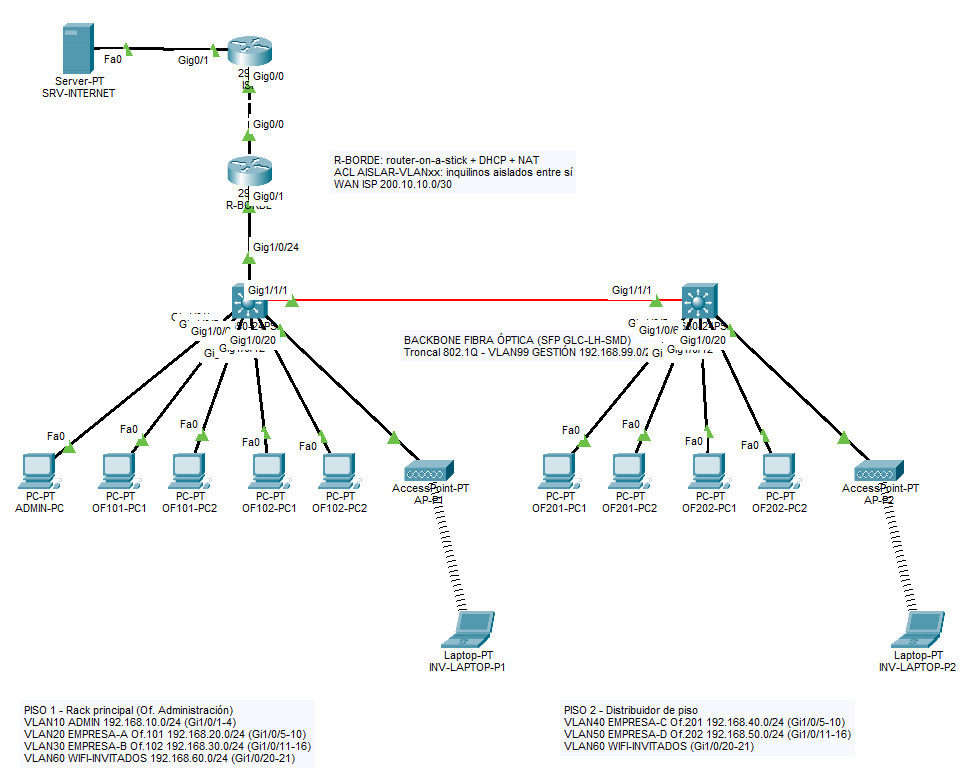 Fa0
Gig0/1
Server-PT
SRV-INTERNET
Gig0/0
Gig0/0
R-BORDE: router-on-a-stick + DHCP + NAT
ACL AISLAR-VLANxx: inquilinos aislados entre sí
WAN ISP 200.10.10.0/30
Gig0/1
Gig1/0/24
Gig1/1/1
Gig1/1/1
Gig1/0/20
Gig1/0/20
BACKBONE FIBRA ÓPTICA (SFP GLC-LH-SMD)
Troncal 802.1Q - VLAN99 GESTIÓN
Fa0
Fa0
Fa0
Fa0
Fa0
Fa0
Fa0
Fa0
Fa0
PC-PT
ADMIN-PC
PC-PT
OF101-PC1
PC-PT
OF101-PC2
PC-PT
OF102-PC1
PC-PT
OF102-PC2
AccessPoint-PT
AP-P1
PC-PT
OF201-PC1
PC-PT
OF201-PC2
PC-PT
OF202-PC1
PC-PT
OF202-PC2
AccessPoint-PT
AP-P2
Laptop-PT
INV-LAPTOP-P1
Laptop-PT
INV-LAPTOP-P2
PISO 1 - Rack principal (Of. Administración)
VLAN10 ADMIN 192.168.10.0/24 (Gi1/0/1-4)
VLAN20 EMPRESA-A Of.101 192.168.20.0/24 (Gi1/0/5-10)
VLAN30 EMPRESA-B Of.102 192.168.30.0/24 (Gi1/0/11-16)
VLAN60 WIFI-INVITADOS 192.168.60.0/24 (Gi1/0/20-21)
PISO 2 - Distribuidor de piso
VLAN40 EMPRESA-C Of.201 192.168.40.0/24 (Gi1/0/5-10)
VLAN50 EMPRESA-D Of.202 192.168.50.0/24 (Gi1/0/11-16)
VLAN60 WIFI-INVITADOS (Gi1/0/20-21)